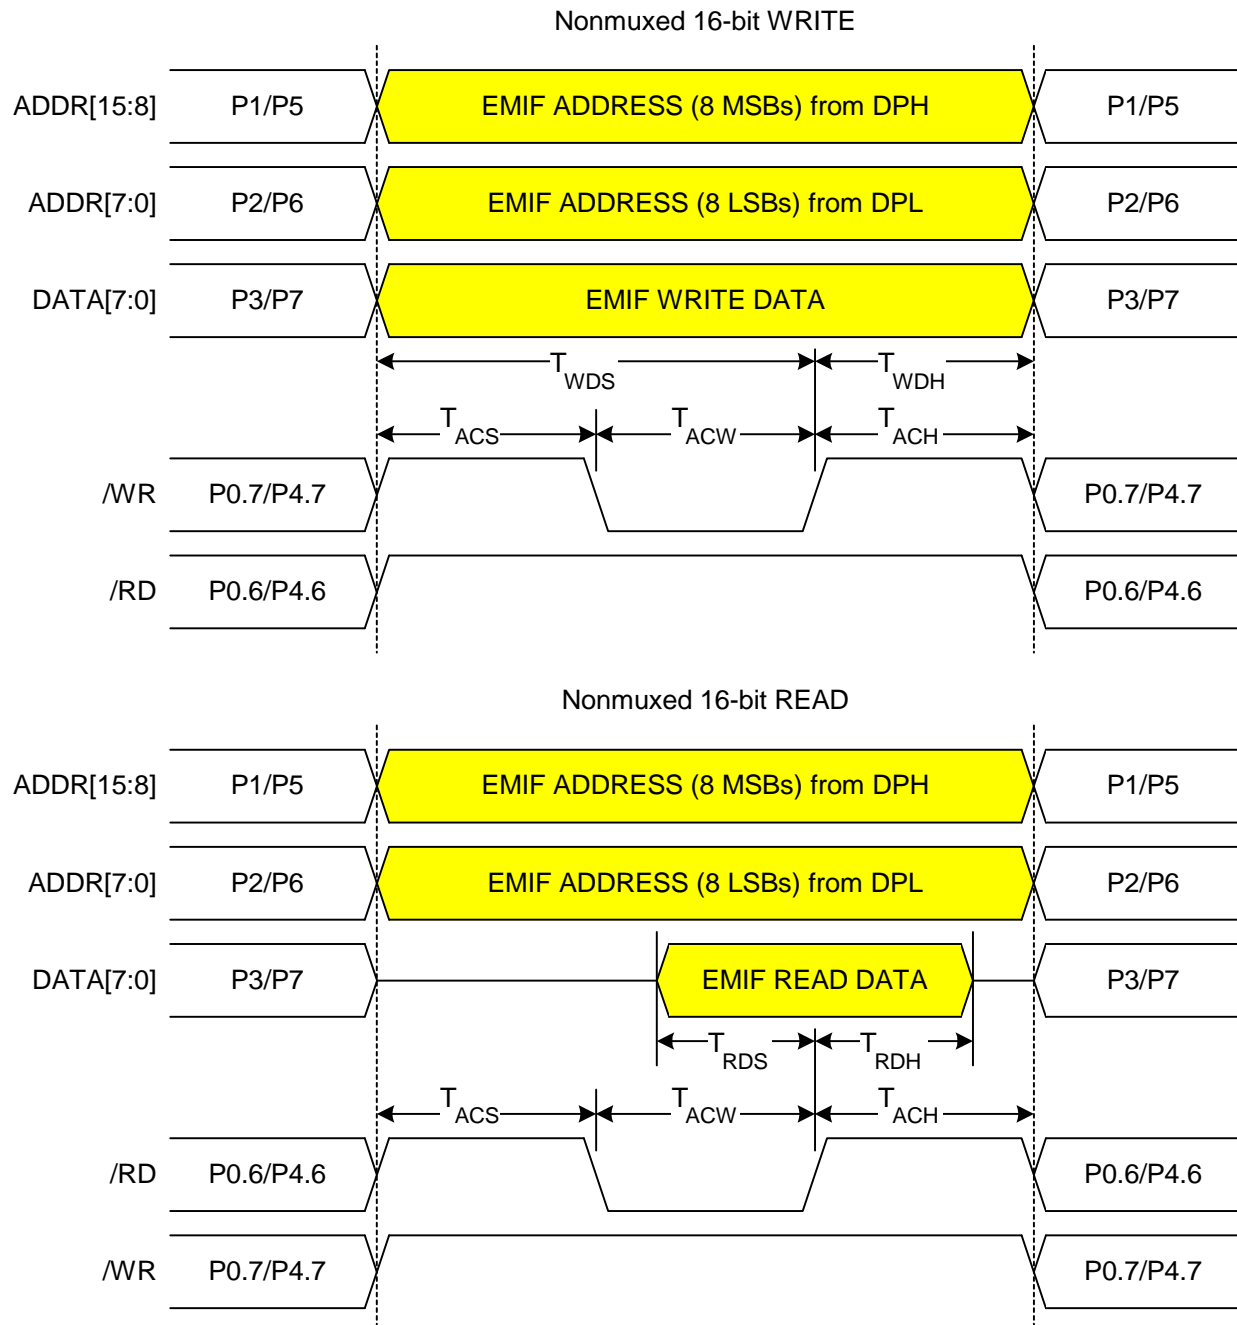 Nonmuxed 16-bit WRITE
ADDR[15:8] P1/P5 EMIF ADDRESS (8 MSBs) from DPH P1/P5
ADDR[7:0] P2/P6 EMIF ADDRESS (8 LSBs) from DPL P2/P6
DATA[7:0] P3/P7 EMIF WRITE DATA P3/P7
TWDS TWDH
TACS TACW TACH
/WR P0.7/P4.7 P0.7/P4.7
/RD P0.6/P4.6 P0.6/P4.6
Nonmuxed 16-bit READ
ADDR[15:8] P1/P5 EMIF ADDRESS (8 MSBs) from DPH P1/P5
ADDR[7:0] P2/P6 EMIF ADDRESS (8 LSBs) from DPL P2/P6
DATA[7:0] P3/P7 EMIF READ DATA P3/P7
TRDS TRDH
TACS TACW TACH
/RD P0.6/P4.6 P0.6/P4.6
/WR P0.7/P4.7 P0.7/P4.7